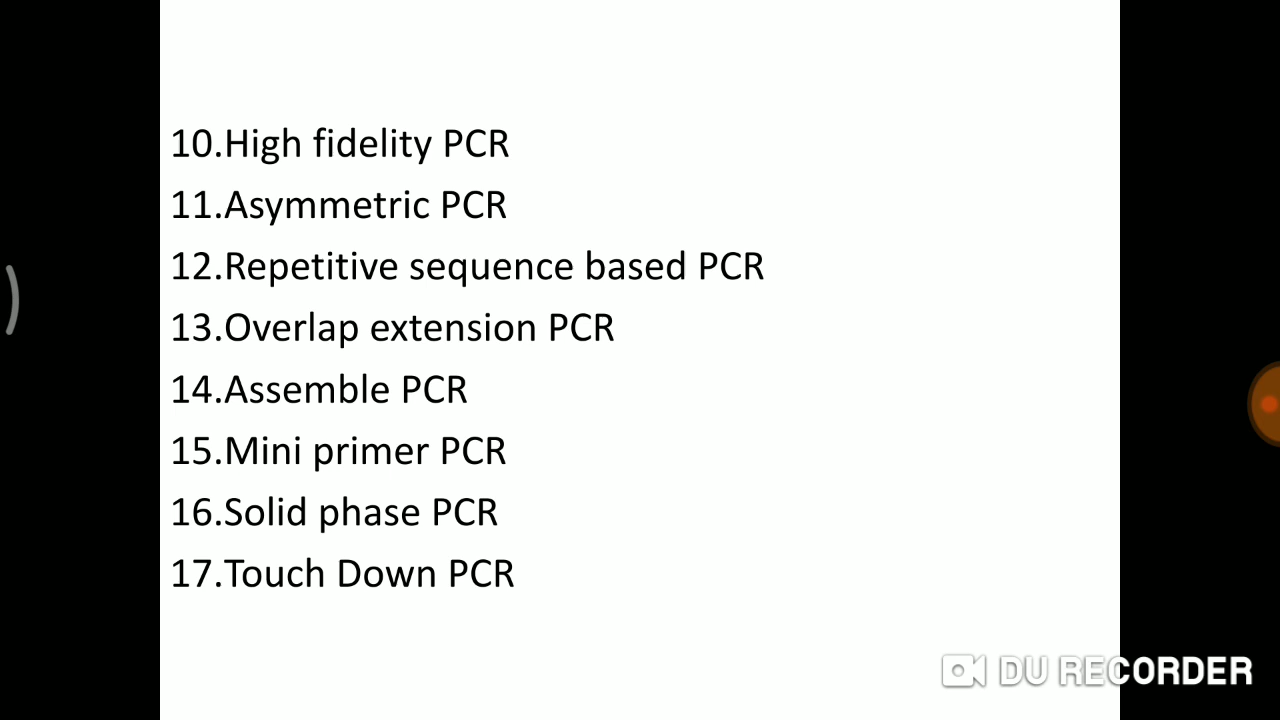 10.High fidelity PCR
11.Asymmetric PCR
12.Repetitive sequence based PCR
13.Overlap extension PCR
14.Assemble PCR
15.Mini primer PCR
16.Solid phase PCR
17.Touch Down PCR
DU RECORDER